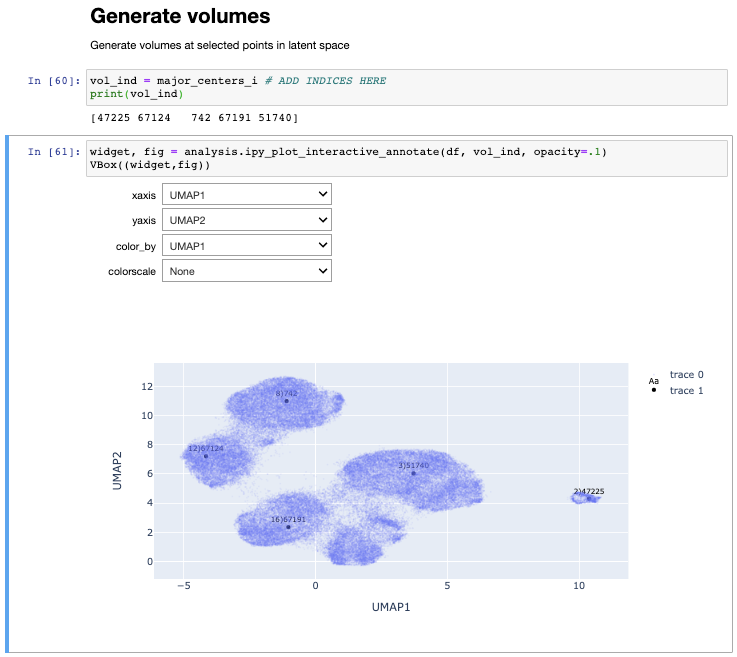 Generate volumes
Generate volumes at selected points in latent space
In [60]: vol_ind = major_centers_i # ADD INDICES HERE
print(vol_ind)
[47225 67124   742 67191 51740]
In [61]: widget, fig = analysis.ipy_plot_interactive_annotate(df, vol_ind, opacity=.1)
VBox((widget,fig))
xaxis UMAP1
yaxis UMAP2
color_by UMAP1
colorscale None
trace 0
Aa
trace 1
12
10
8
6
4
2
0
UMAP2
8)742
12)67124
3)51740
2)47225
16)67191
−5 0 5 10
UMAP1